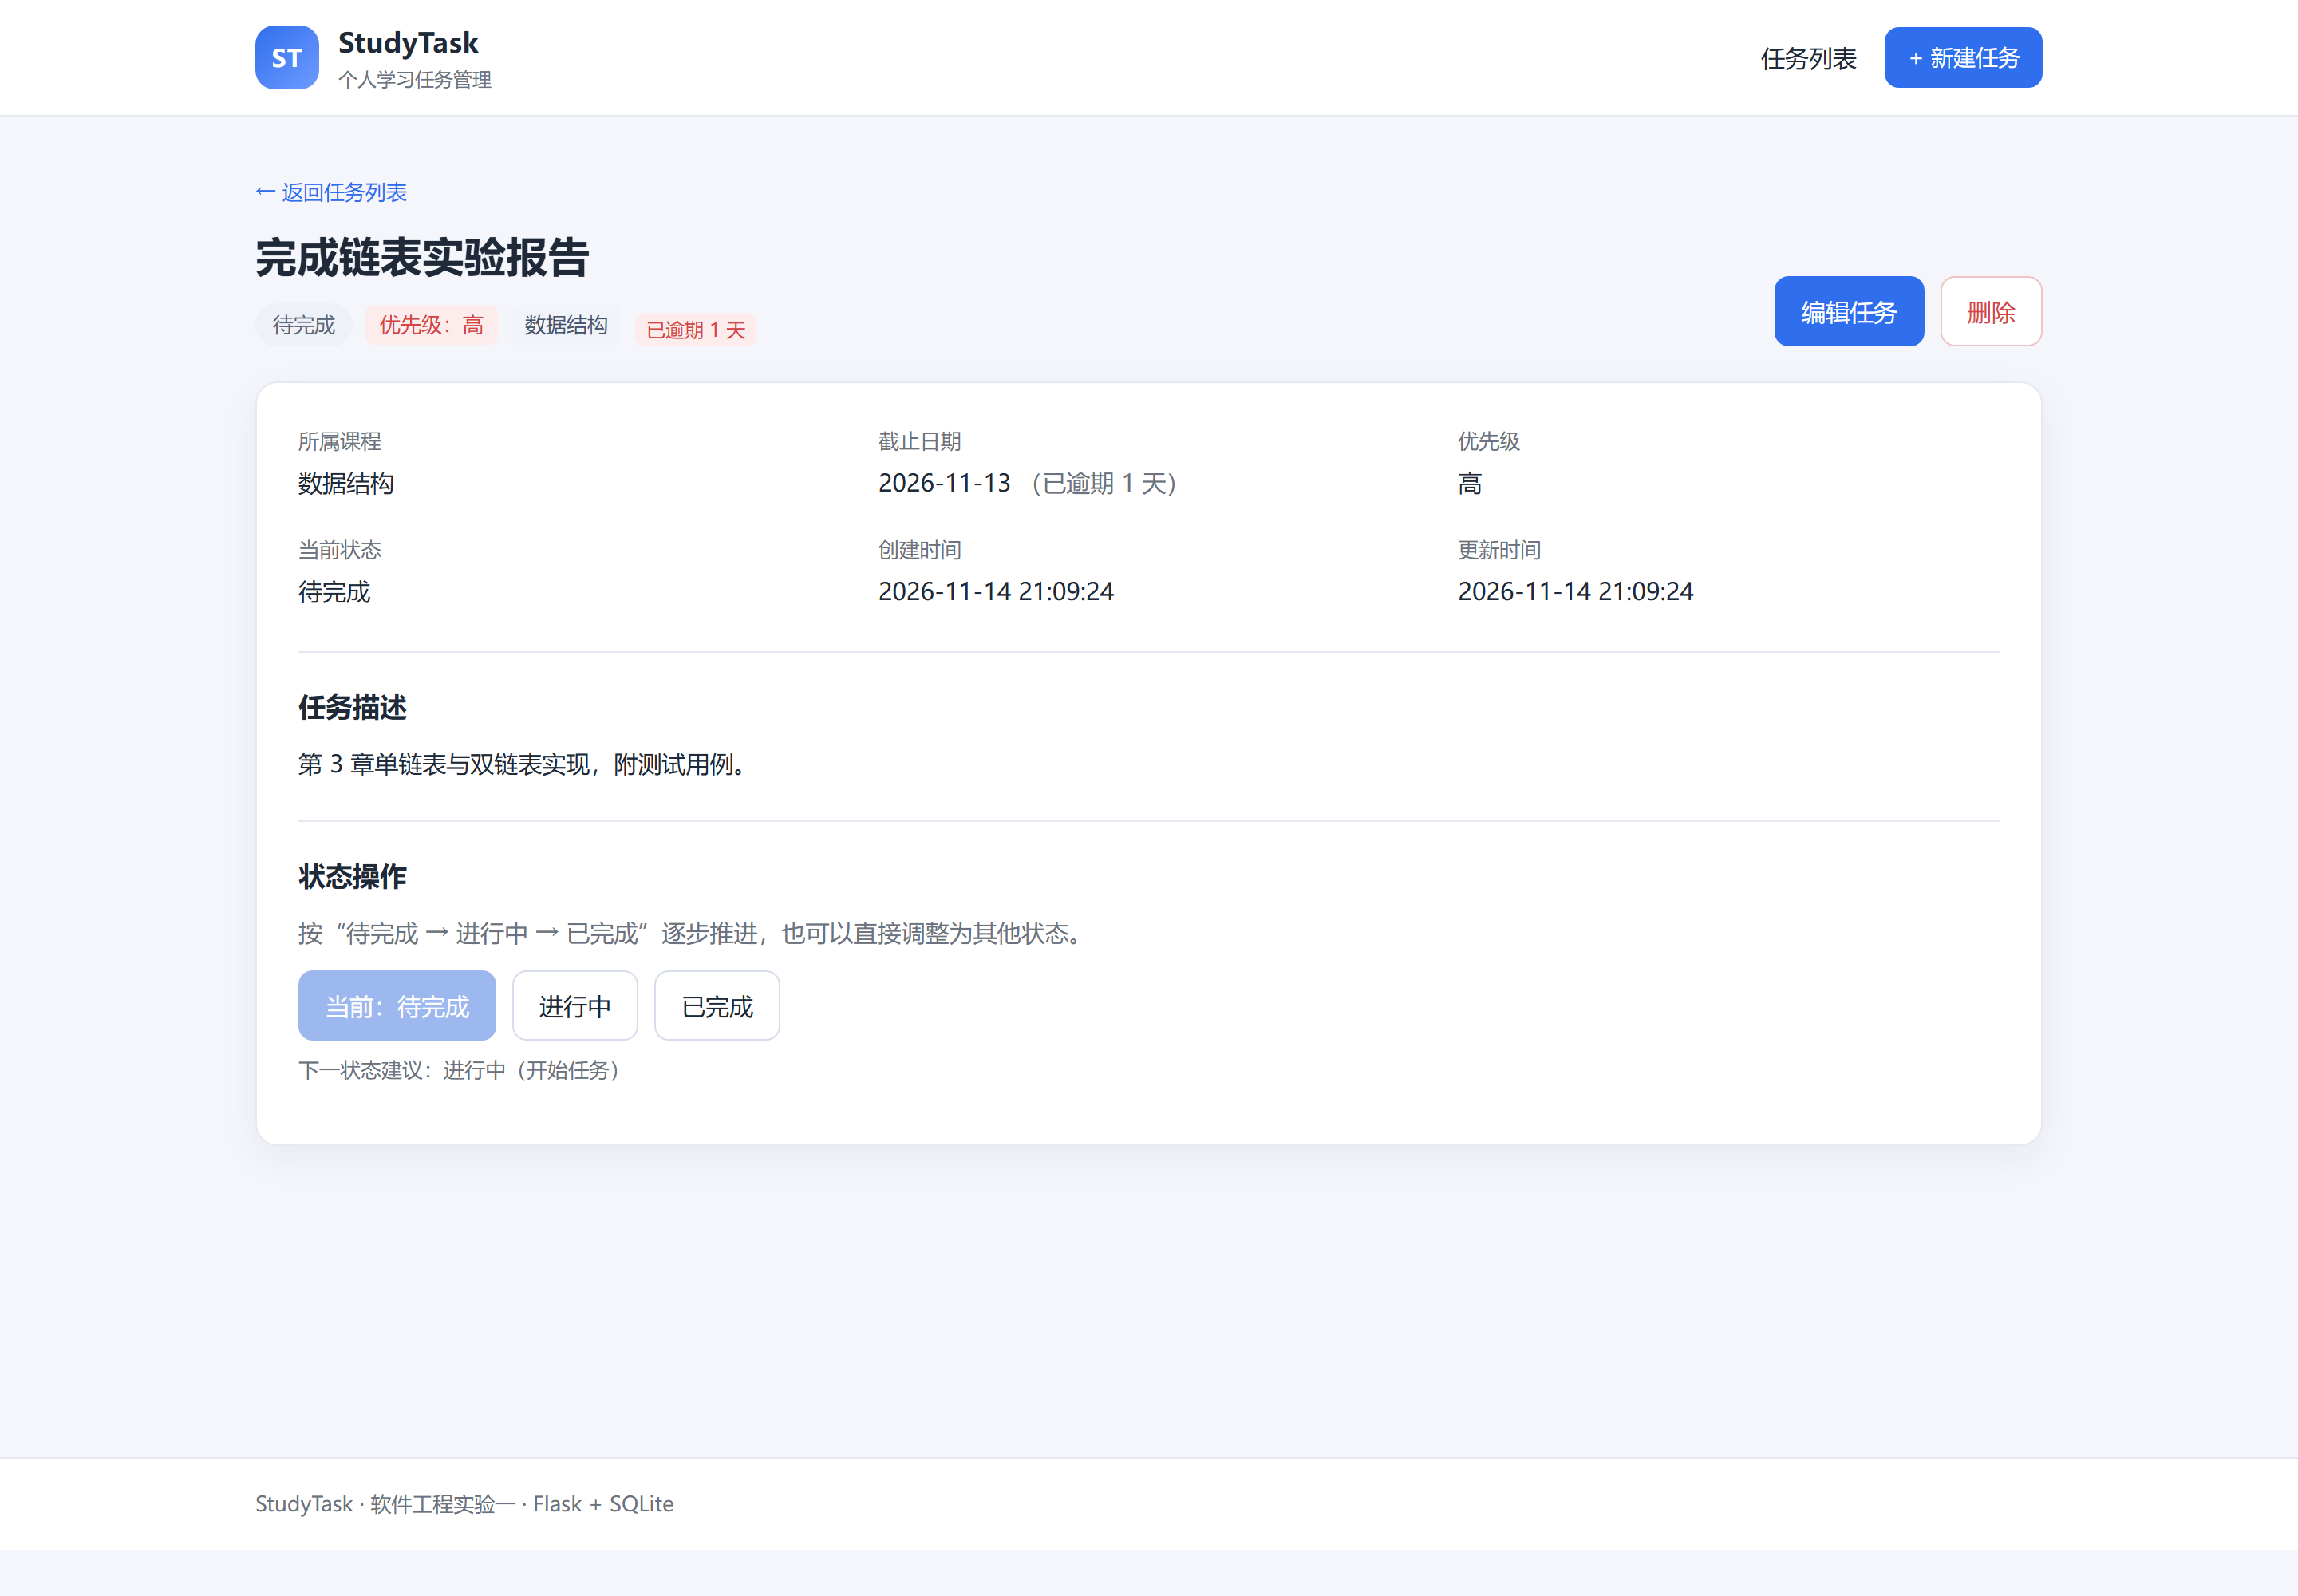 ST
StudyTask
个人学习任务管理
任务列表
+ 新建任务
← 返回任务列表
完成链表实验报告
待完成
优先级：高
数据结构
已逾期 1 天
编辑任务
删除
所属课程
数据结构
截止日期
2026-11-13 （已逾期 1 天）
优先级
高
当前状态
待完成
创建时间
2026-11-14 21:09:24
更新时间
2026-11-14 21:09:24
任务描述
第 3 章单链表与双链表实现，附测试用例。
状态操作
按“待完成 → 进行中 → 已完成”逐步推进，也可以直接调整为其他状态。
当前：待完成
进行中
已完成
下一状态建议：进行中（开始任务）
StudyTask · 软件工程实验一 · Flask + SQLite